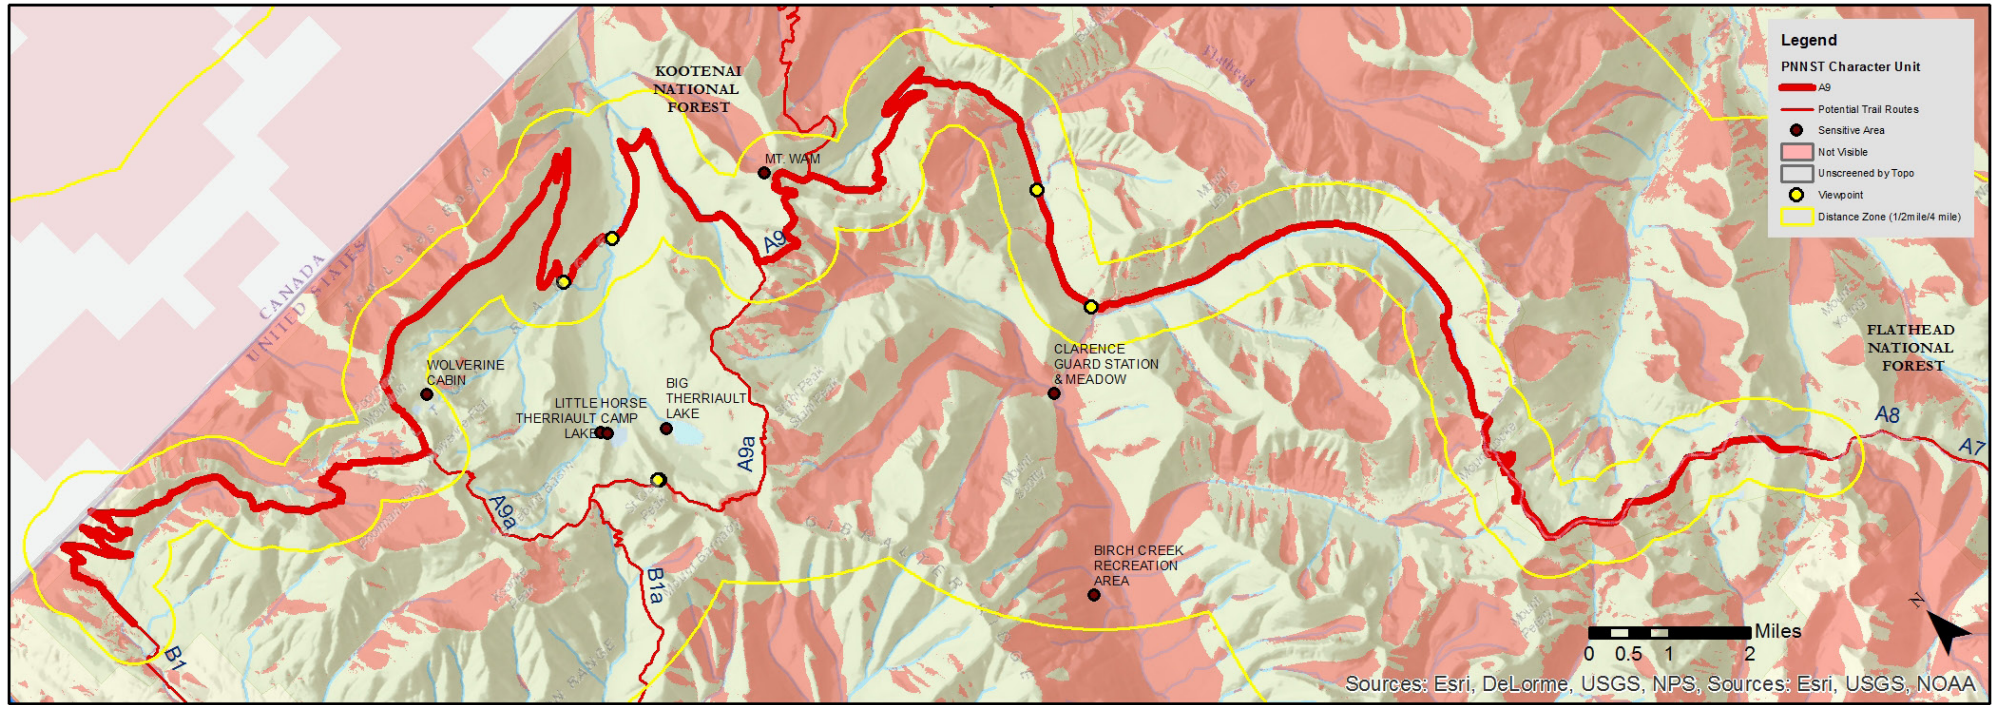 KOOTENAI
NATIONAL
FOREST
MT. WAM
Flathead
CANADA
UNITED STATES
A9
WOLVERINE
CABIN
LITTLE HORSE
THERRIAULT CAMP
LAKE
BIG
THERRIAULT
LAKE
CLARENCE
GUARD STATION
& MEADOW
A9a
A9a
B1a
B1
BIRCH CREEK
RECREATION
AREA
FLATHEAD
NATIONAL
FOREST
A8
A7
Legend
PNNST Character Unit
A9
Potential Trail Routes
Sensitive Area
Not Visible
Unscreened by Topo
Viewpoint
Distance Zone (1/2mile/4 mile)
N
Miles
0 0.5 1 2
Sources: Esri, DeLorme, USGS, NPS, Sources: Esri, USGS, NOAA